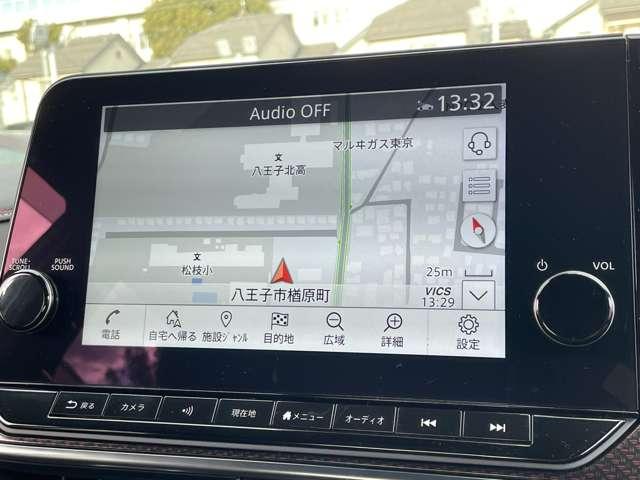 Audio OFF
13:32
文
八王子北高
マルヰガス東京
文
松枝小
25m
VICS
13:29
八王子市楢原町
電話
自宅へ帰る
施設ｼﾞｬﾝﾙ
目的地
広域
詳細
設定
TUNE·
SCROLL
PUSH
SOUND
VOL
戻る
カメラ
現在地
メニュー
オーディオ